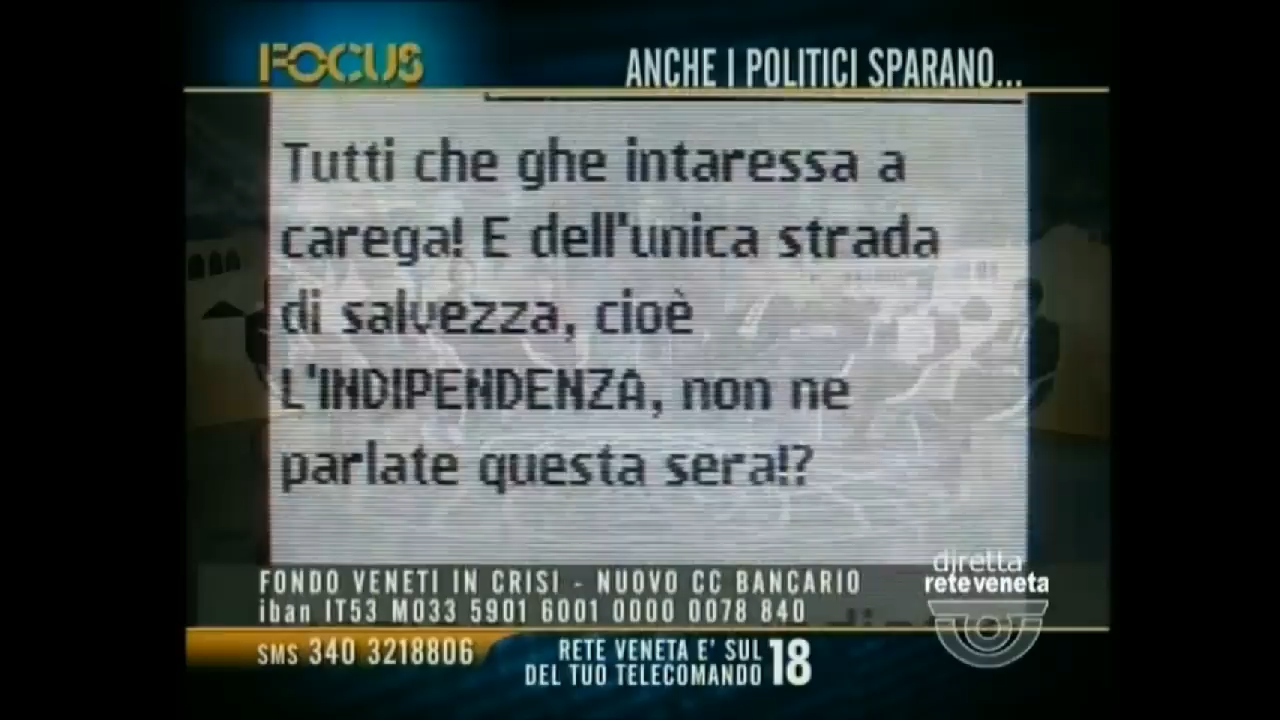 FOCUS
ANCHE I POLITICI SPARANO...
Tutti che ghe intaressa a
carega! E dell'unica strada
di salvezza, cioè
L'INDIPENDENZA, non ne
parlate questa sera!?
diretta
reteveneta
FONDO VENETI IN CRISI - NUOVO CC BANCARIO
iban IT53 M033 5901 6001 0000 0078 840
SMS 340 3218806
RETE VENETA E' SUL
DEL TUO TELECOMANDO 18